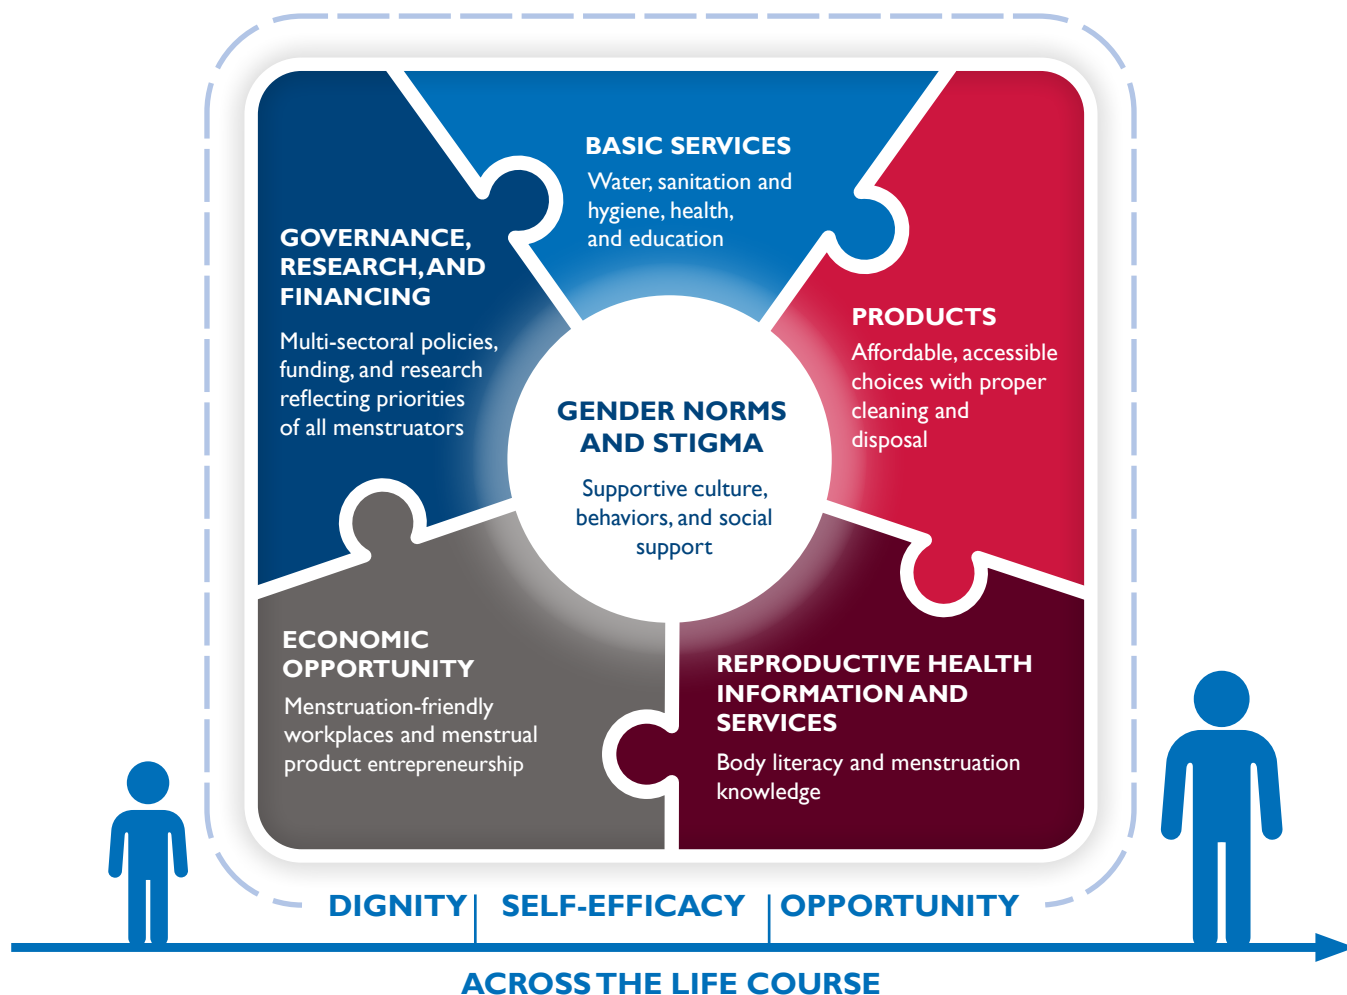 BASIC SERVICES
Water, sanitation and
hygiene, health,
and education
GOVERNANCE,
RESEARCH, AND
FINANCING
Multi-sectoral policies,
funding, and research
reflecting priorities
of all menstruators
PRODUCTS
Affordable, accessible
choices with proper
cleaning and
disposal
GENDER NORMS
AND STIGMA
Supportive culture,
behaviors, and social
support
ECONOMIC
OPPORTUNITY
Menstruation-friendly
workplaces and menstrual
product entrepreneurship
REPRODUCTIVE HEALTH
INFORMATION AND
SERVICES
Body literacy and menstruation
knowledge
DIGNITY SELF-EFFICACY OPPORTUNITY
ACROSS THE LIFE COURSE